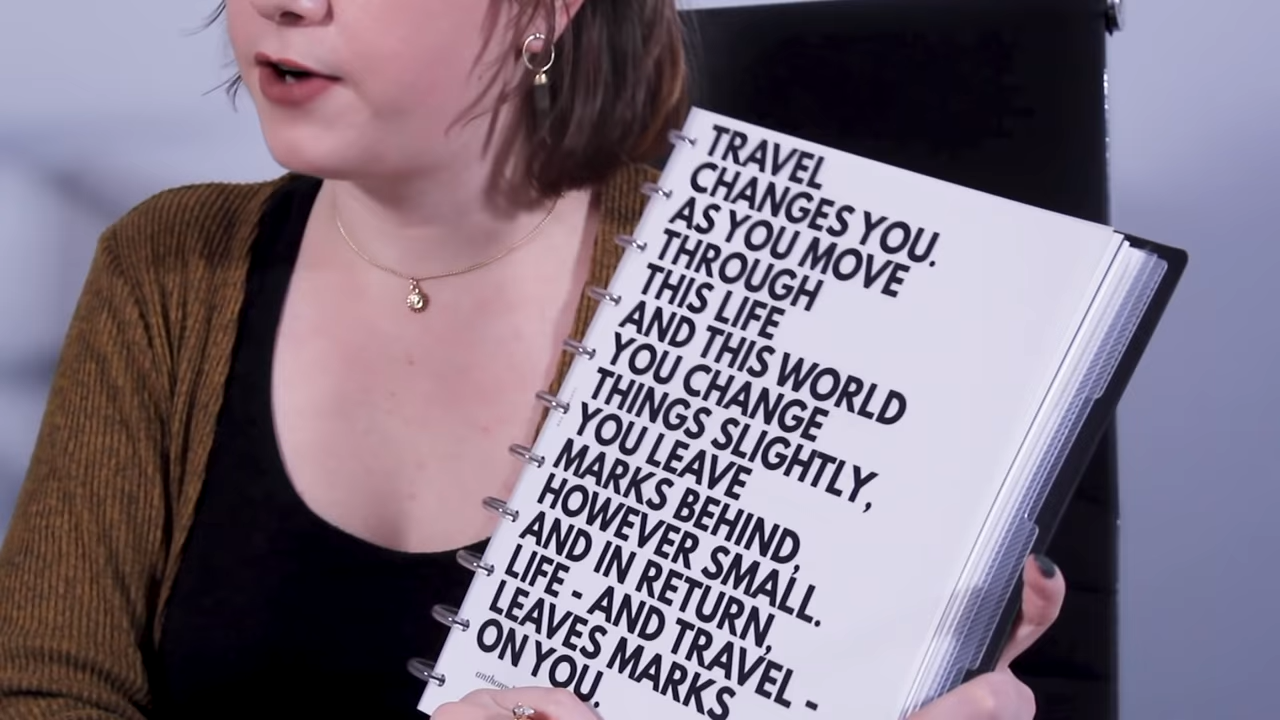 TRAVEL
CHANGES YOU.
AS YOU MOVE
THROUGH
THIS LIFE
AND THIS WORLD
YOU CHANGE
THINGS SLIGHTLY,
YOU LEAVE
MARKS BEHIND,
HOWEVER SMALL.
AND IN RETURN,
LIFE - AND TRAVEL -
LEAVES MARKS
ON YOU.